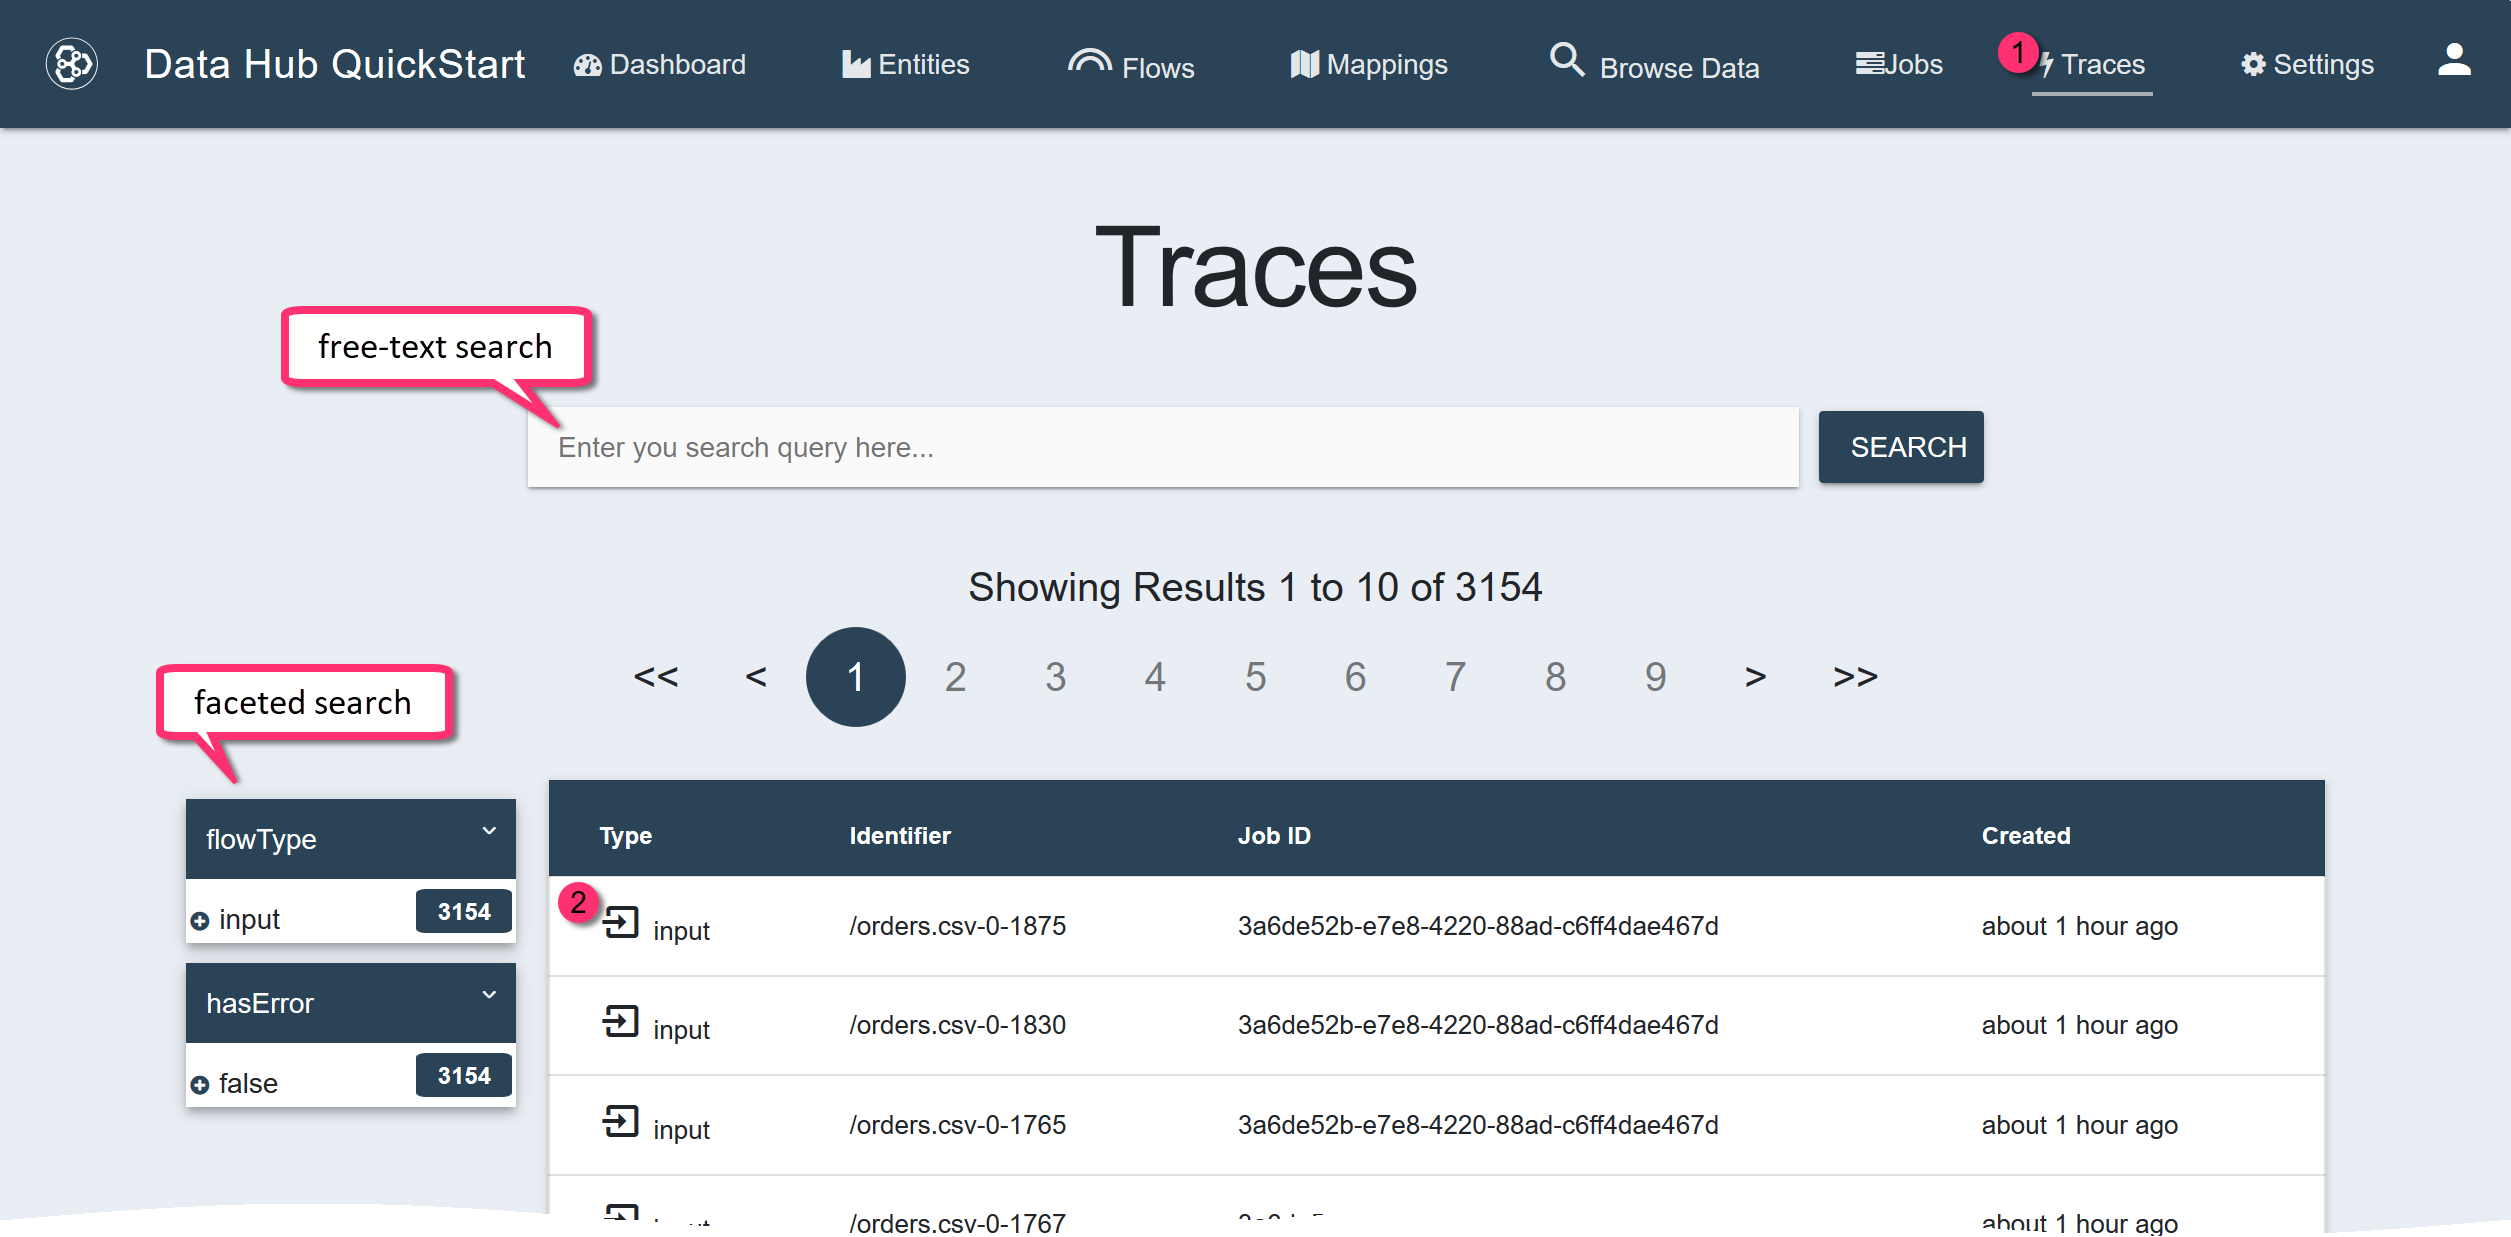 Data Hub QuickStart Dashboard Entities Flows Mappings Browse Data Jobs 1 Traces Settings
Traces
free-text search
Enter you search query here...
SEARCH
Showing Results 1 to 10 of 3154
<< < 1 2 3 4 5 6 7 8 9 > >>
faceted search
flowType
input 3154
hasError
false 3154
Type Identifier Job ID Created
2 input /orders.csv-0-1875 3a6de52b-e7e8-4220-88ad-c6ff4dae467d about 1 hour ago
input /orders.csv-0-1830 3a6de52b-e7e8-4220-88ad-c6ff4dae467d about 1 hour ago
input /orders.csv-0-1765 3a6de52b-e7e8-4220-88ad-c6ff4dae467d about 1 hour ago
/orders.csv-0-1767 about 1 hour ago